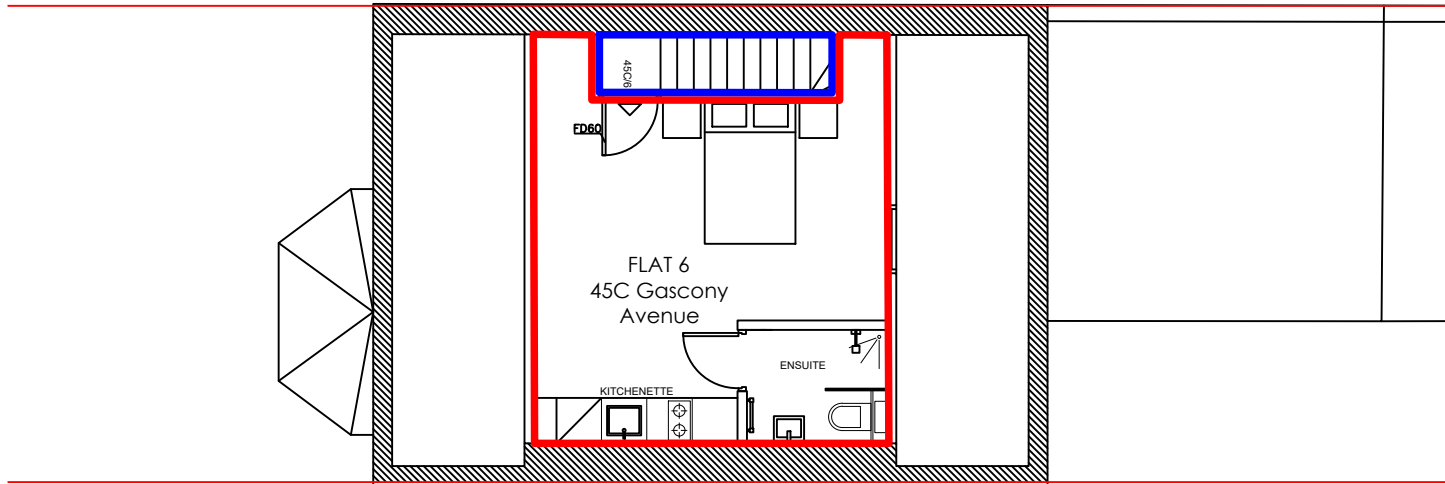 45C/6
FD60
FLAT 6
45C Gascony
Avenue
ENSUITE
KITCHENETTE